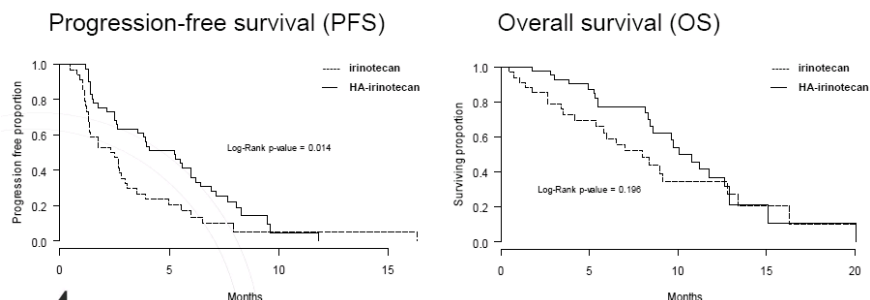 Progression-free survival (PFS)
Progression free proportion
1.0
0.8
0.6
0.4
0.2
0.0
irinotecan
HA-irinotecan
Log-Rank p-value = 0.014
0 5 10 15
Months
Overall survival (OS)
Surviving proportion
1.0
0.8
0.6
0.4
0.2
0.0
irinotecan
HA-irinotecan
Log-Rank p-value = 0.196
0 5 10 15 20
Months